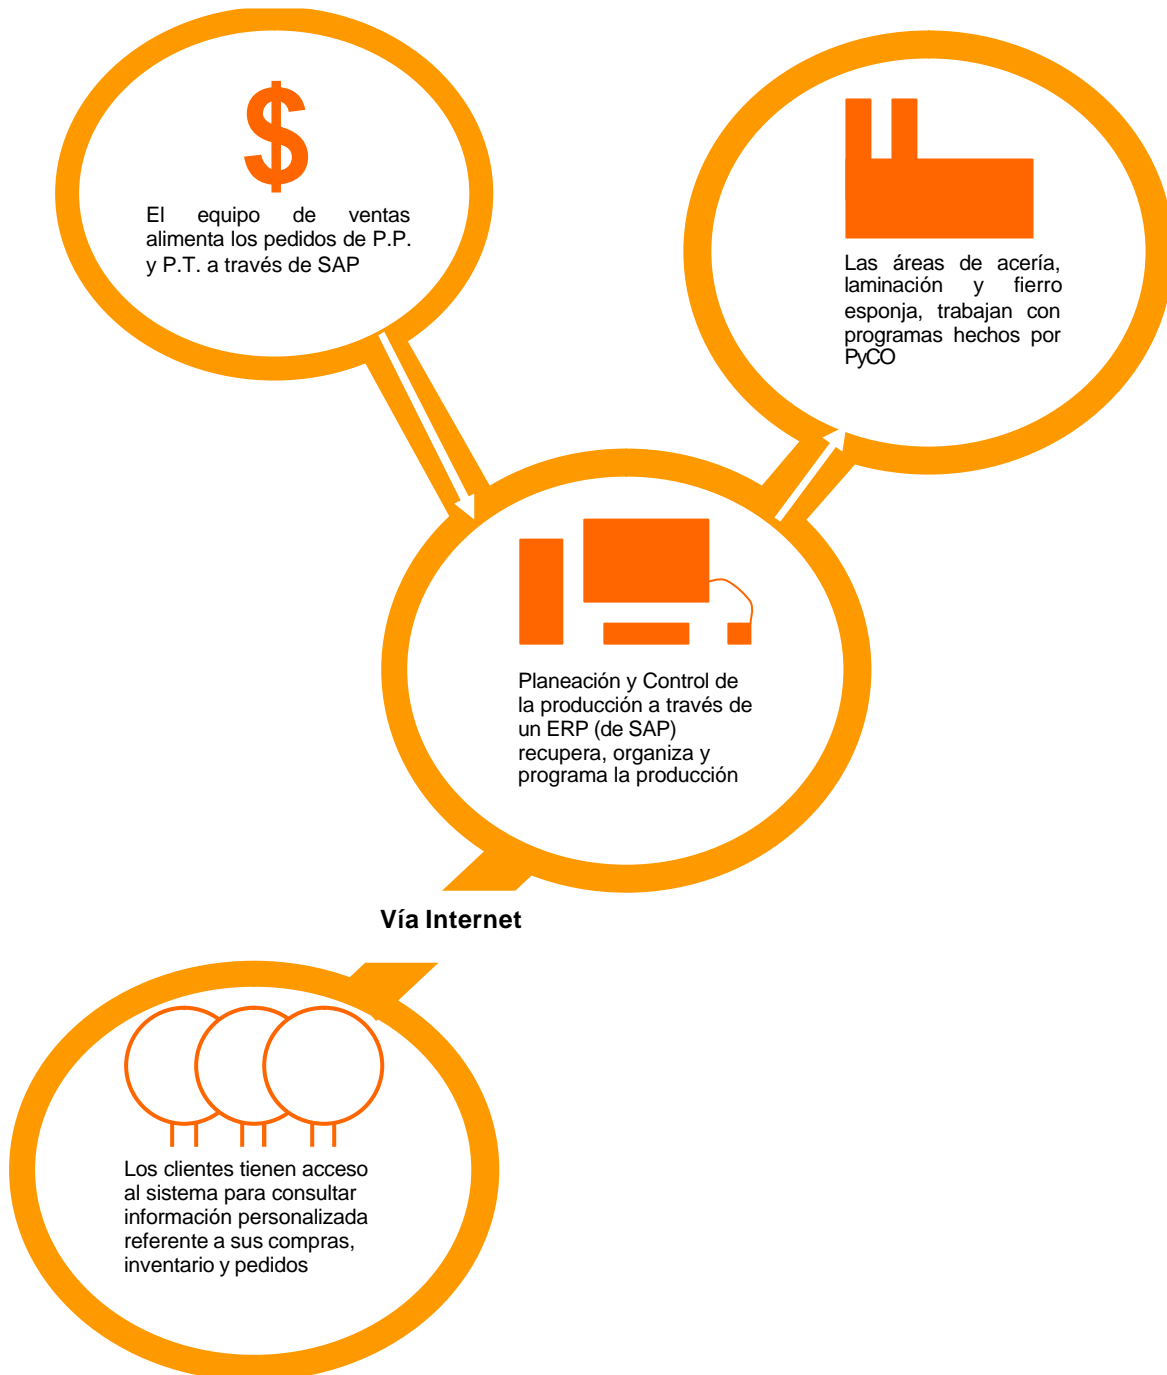 $
El equipo de ventas
alimenta los pedidos de P.P.
y P.T. a través de SAP
Las áreas de acería,
laminación y fierro
esponja, trabajan con
programas hechos por
PyCO
Planeación y Control de
la producción a través de
un ERP (de SAP)
recupera, organiza y
programa la producción
Vía Internet
Los clientes tienen acceso
al sistema para consultar
información personalizada
referente a sus compras,
inventario y pedidos